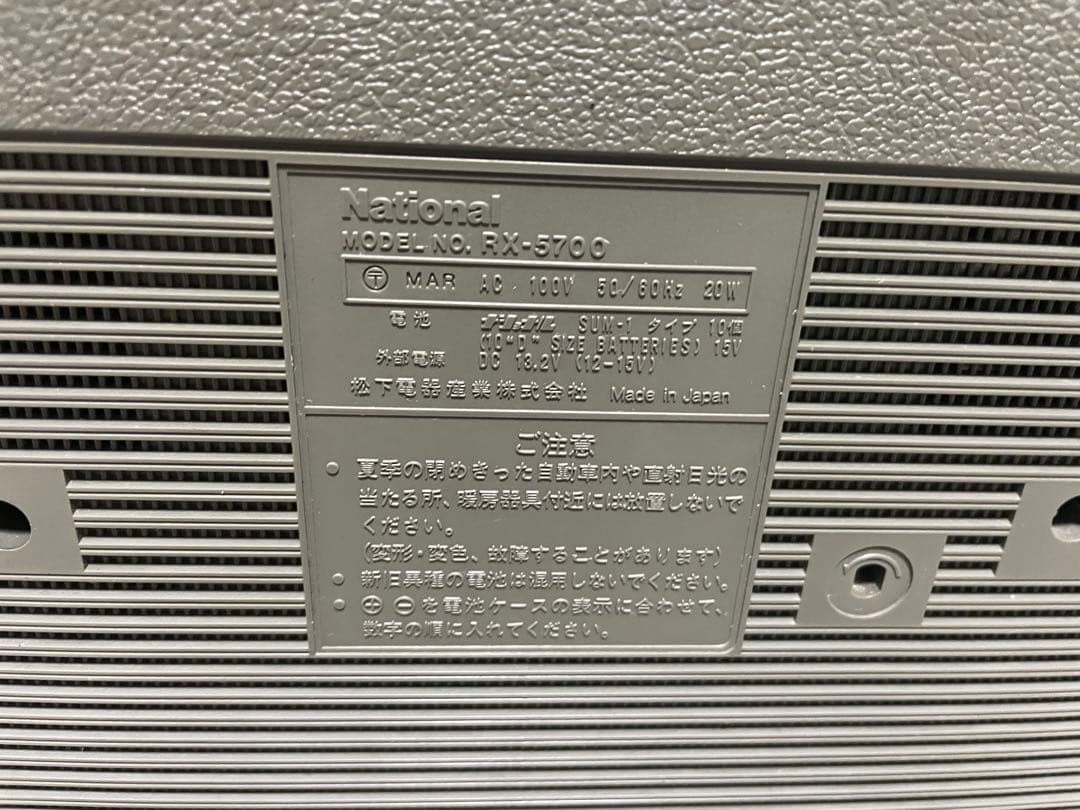 National
MODEL NO. RX-5700
〒 MAR AC 100V 50/60Hz 20W
電池 ナショナル SUM-1 タイプ 10個
(10"D" SIZE BATTERIES) 15V
外部電源 DC 13.2V (12-15V)
松下電器産業株式会社 Made in Japan
ご注意
● 夏季の閉めきった自動車内や直射日光の
当たる所、暖房器具付近には放置しないで
ください。
(変形・変色、故障することがあります)
● 新旧異種の電池は混用しないでください。
● ⊕ ⊖ を電池ケースの表示に合わせて、
数字の順に入れてください。